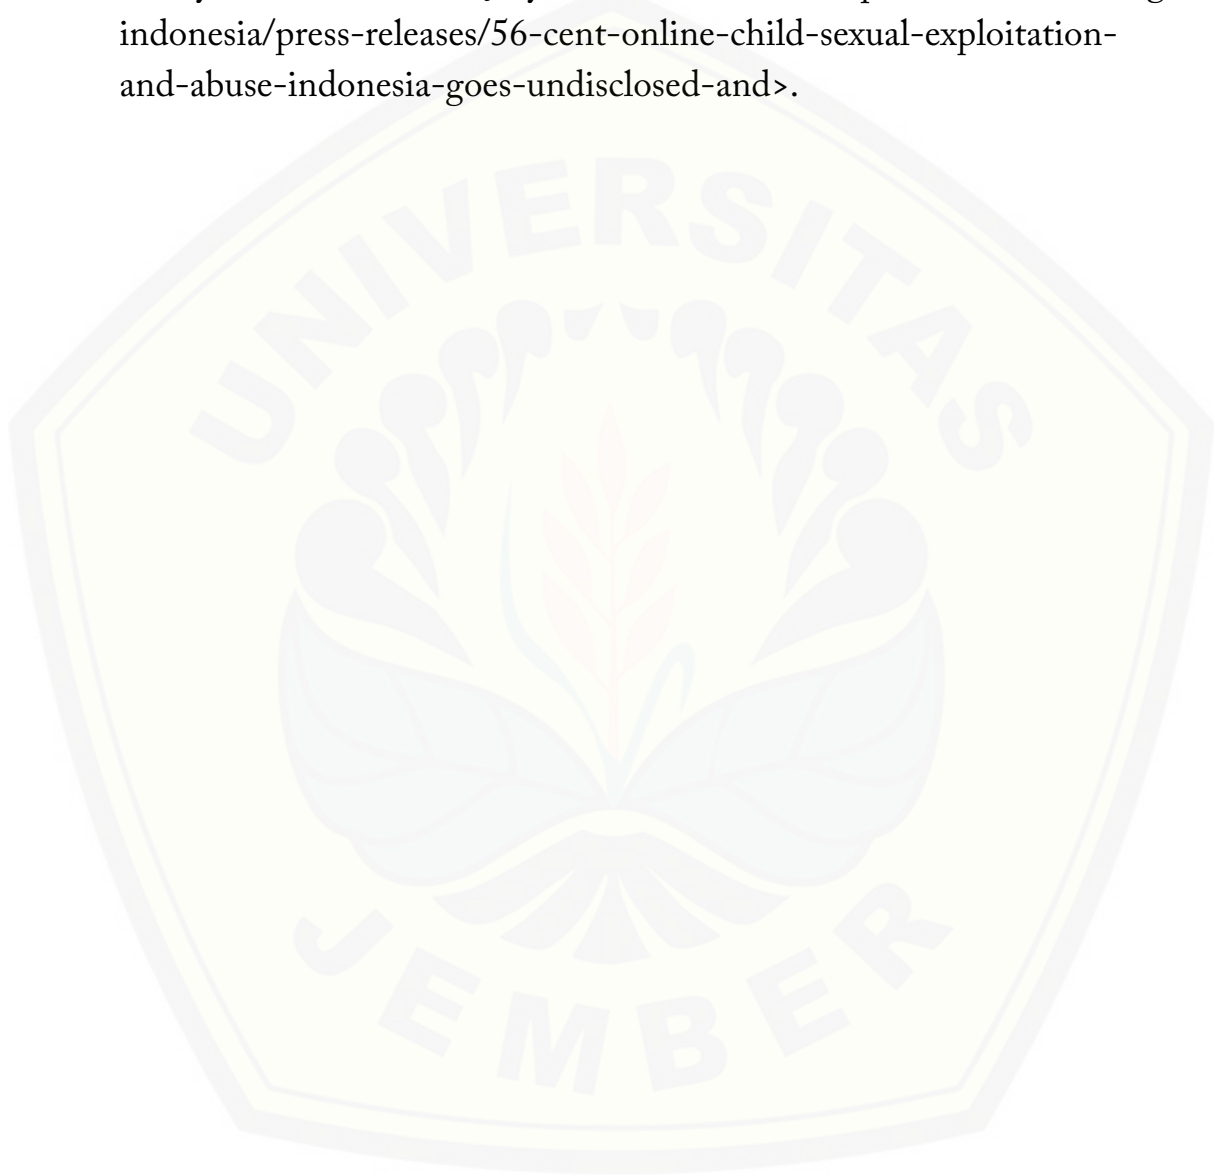 indonesia/press-releases/56-cent-online-child-sexual-exploitation-
and-abuse-indonesia-goes-undisclosed-and>.
UNIVERSITAS
JEMBER